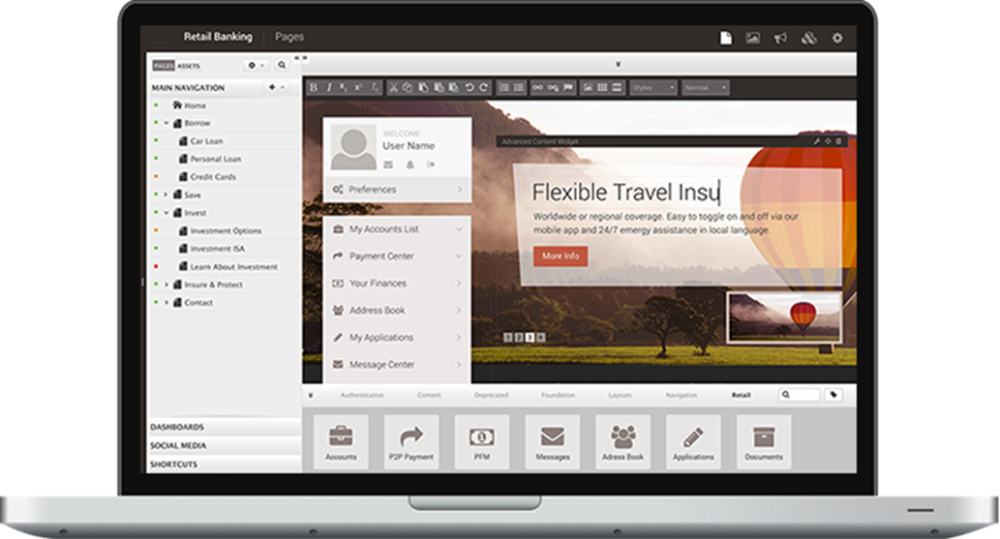 Retail Banking Pages
PAGES ASSETS
MAIN NAVIGATION
Home
Borrow
Car Loan
Personal Loan
Credit Cards
Save
Invest
Investment Options
Investment ISA
Learn About Investment
Insure & Protect
Contact
DASHBOARDS
SOCIAL MEDIA
SHORTCUTS
B I x₂ x² Iₓ Styles Normal
WELCOME
User Name
Preferences
My Accounts List
Payment Center
Your Finances
Address Book
My Applications
Message Center
Advanced Content Widget
Flexible Travel Insu
Worldwide or regional coverage. Easy to toggle on and off via our
mobile app and 24/7 emergy assistance in local language.
More Info
1 2 3
Authentication Content Deprecated Foundation Layouts Navigation Retail
Accounts P2P Payment PFM Messages Adress Book Applications Documents